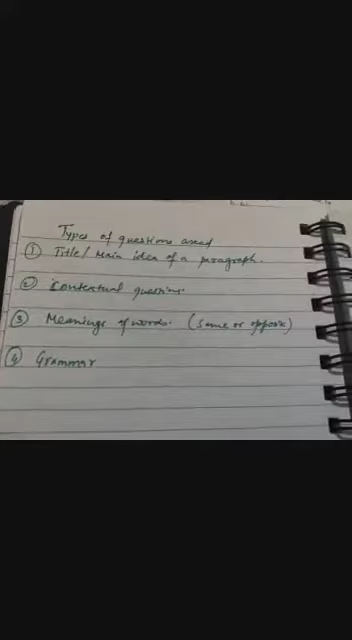 Types of questions asked
① Title/Main idea of a paragraph.
② Contextual questions.
③ Meanings of words. (Same or opposite)
④ Grammar